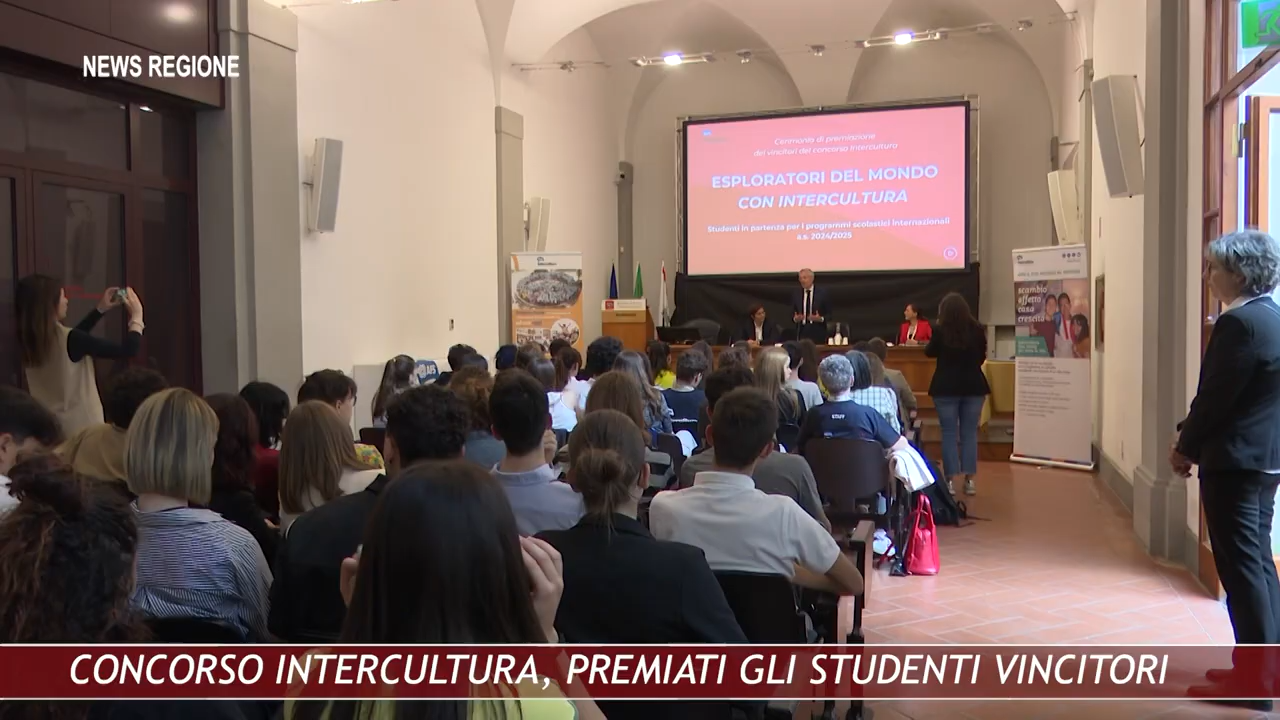 NEWS REGIONE
Cerimonia di premiazione
dei vincitori del concorso Intercultura
ESPLORATORI DEL MONDO
CON INTERCULTURA
Studenti in partenza per i programmi scolastici internazionali
a.s. 2024/2025
scambio
effetto
casa
crescita
STAFF
CONCORSO INTERCULTURA, PREMIATI GLI STUDENTI VINCITORI